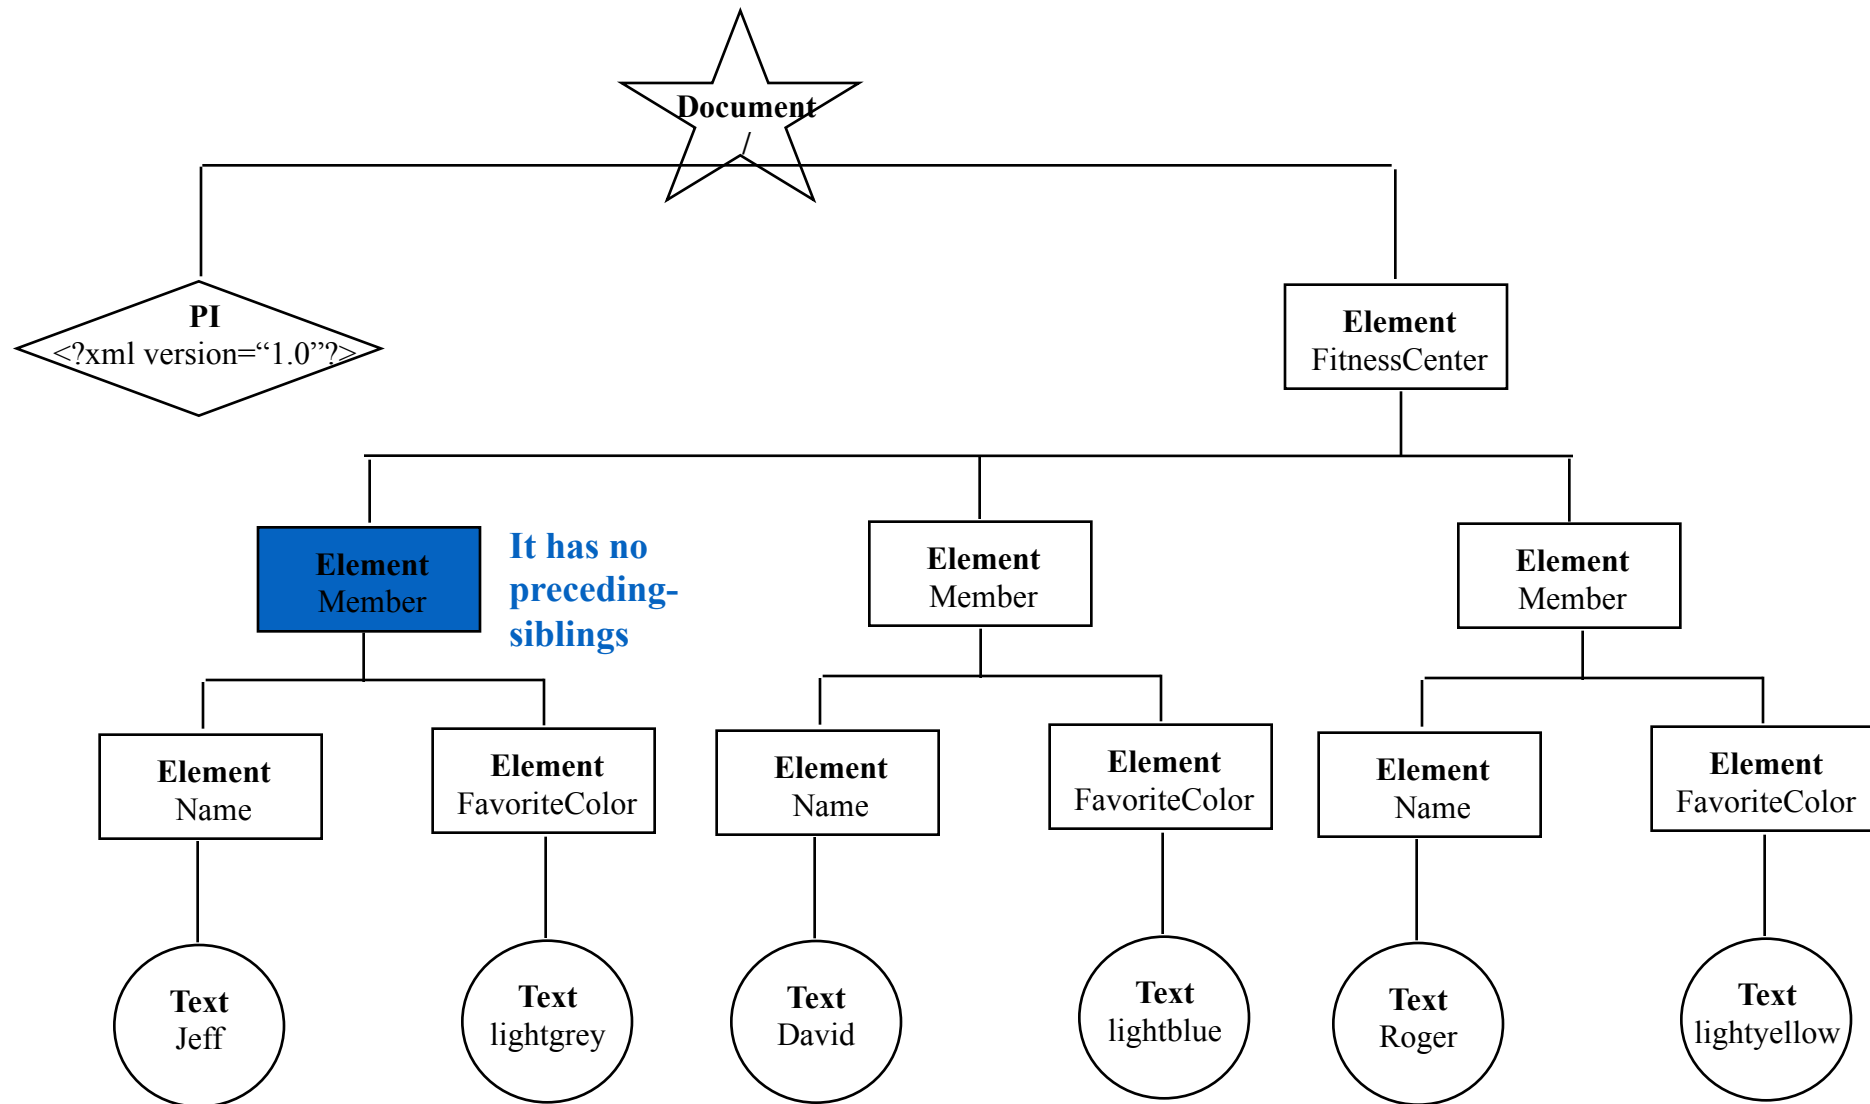 Document
/
PI
<?xml version=“1.0”?>
Element
FitnessCenter
Element
Member
It has no
preceding-
siblings
Element
Member
Element
Member
Element
Name
Element
FavoriteColor
Element
Name
Element
FavoriteColor
Element
Name
Element
FavoriteColor
Text
Jeff
Text
lightgrey
Text
David
Text
lightblue
Text
Roger
Text
lightyellow